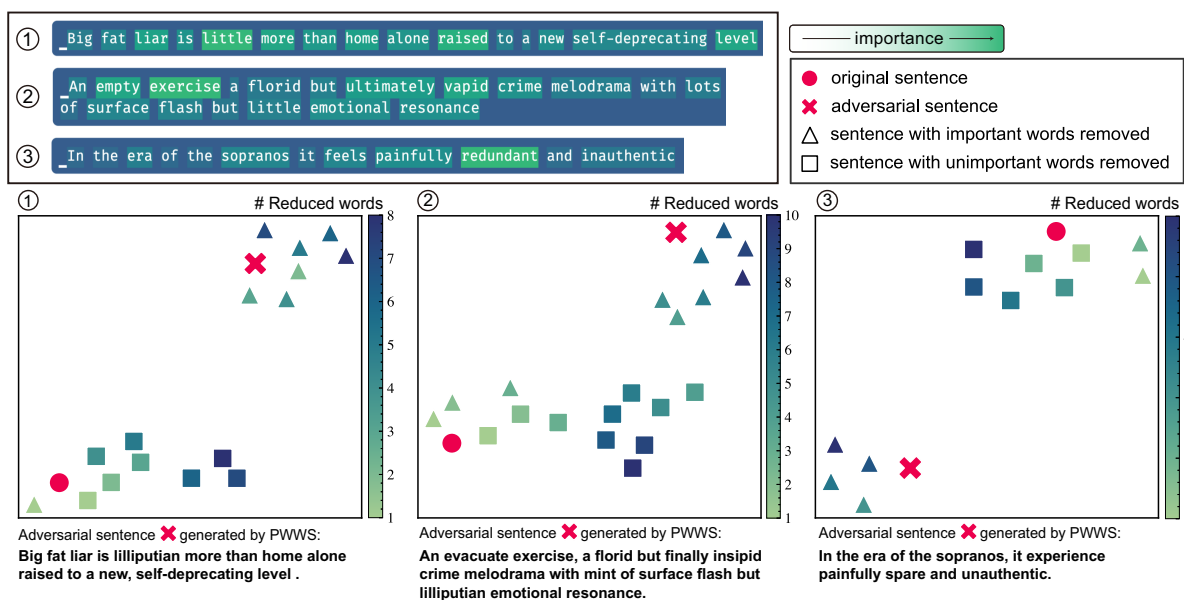 ① _Big fat liar is little more than home alone raised to a new self-deprecating level
② _An empty exercise a florid but ultimately vapid crime melodrama with lots
of surface flash but little emotional resonance
③ _In the era of the sopranos it feels painfully redundant and inauthentic
importance
original sentence
adversarial sentence
sentence with important words removed
sentence with unimportant words removed
① # Reduced words
8
7
6
5
4
3
2
1
Adversarial sentence generated by PWWS:
Big fat liar is lilliputian more than home alone
raised to a new, self-deprecating level .
② # Reduced words
10
9
8
7
6
5
4
3
2
1
Adversarial sentence generated by PWWS:
An evacuate exercise, a florid but finally insipid
crime melodrama with mint of surface flash but
lilliputian emotional resonance.
③ # Reduced words
Adversarial sentence generated by PWWS:
In the era of the sopranos, it experience
painfully spare and unauthentic.